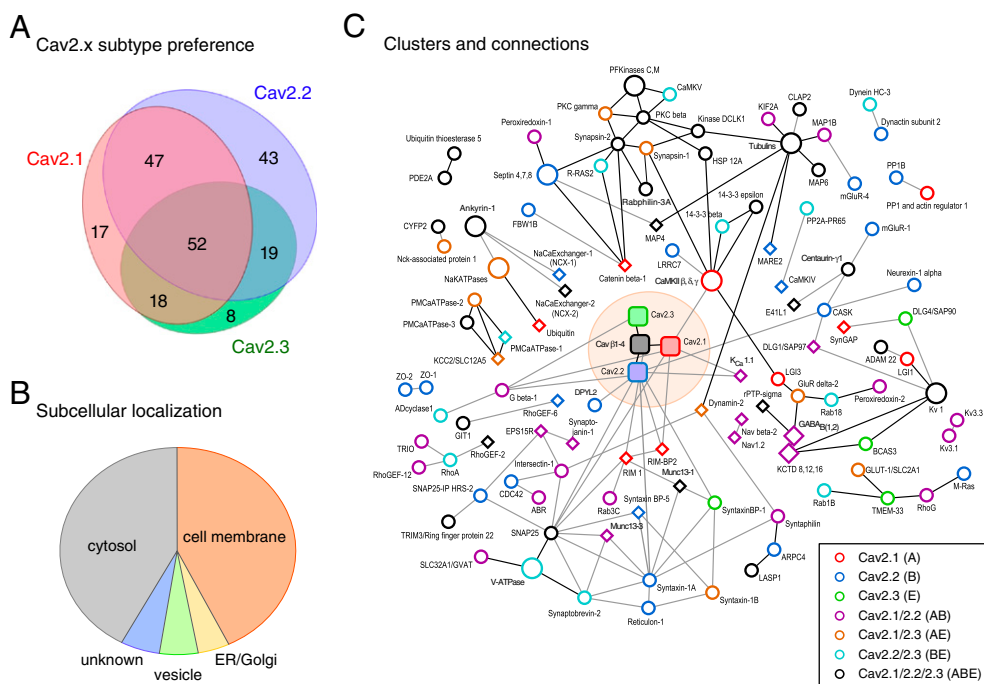 A
Cav2.x subtype preference
Cav2.2
Cav2.1
47
43
17
52
19
18
8
Cav2.3
B
Subcellular localization
cytosol
cell membrane
unknown
vesicle
ER/Golgi
C
Clusters and connections
PFKinases C,M
CaMKV
PKC gamma
PKC beta
Kinase DCLK1
Peroxiredoxin-1
Synapsin-2
Synapsin-1
HSP 12A
Septin 4,7,8
R-RAS2
Rabphilin-3A
Ubiquitin thioesterase 5
PDE2A
KIF2A
CLAP2
MAP1B
Tubulins
MAP6
mGluR-4
Dynein HC-3
Dynactin subunit 2
PP1B
PP1 and actin regulator 1
14-3-3 epsilon
14-3-3 beta
PP2A-PR65
mGluR-1
Ankyrin-1
FBW1B
MAP4
MARE2
CYFP2
Nck-associated protein 1
NaCaExchanger-1
(NCX-1)
Catenin beta-1
LRRC7
CaMKII β, δ, γ
CaMKIV
Centaurin-γ1
NaKATPases
NaCaExchanger-2
(NCX-2)
E41L1
Neurexin-1 alpha
PMCaATPase-2
PMCaATPase-3
PMCaATPase-1
Ubiquitin
KCC2/SLC12A5
Cav2.3
Cav β1-4
Cav2.1
Cav2.2
CASK
SynGAP
DLG4/SAP90
DLG1/SAP97
ADAM 22
LGI1
KCa1.1
LGI3
GluR delta-2
Rab18
Peroxiredoxin-2
Kv 1
ZO-2
ZO-1
ADcyclase1
G beta-1
DPYL2
Dynamin-2
rPTP-sigma
GABA B(1,2)
Nav beta-2
Nav1.2
KCTD 8,12,16
BCAS3
Kv3.3
Kv3.1
GIT1
RhoGEF-6
EPS15R
Synapto-
janin-1
TRIO
RhoGEF-2
RhoGEF-12
RhoA
Intersectin-1
RIM 1
RIM-BP2
Munc13-1
GLUT-1/SLC2A1
M-Ras
Rab1B
TMEM-33
RhoG
SNAP25-IP HRS-2
CDC42
ABR
Rab3C
Syntaxin BP-5
SyntaxinBP-1
Syntaphilin
TRIM3/Ring finger protein 22
SNAP25
Munc13-3
ARPC4
LASP1
SLC32A1/GVAT
V-ATPase
Syntaxin-1A
Syntaxin-1B
Synaptobrevin-2
Reticulon-1
Cav2.1 (A)
Cav2.2 (B)
Cav2.3 (E)
Cav2.1/2.2 (AB)
Cav2.1/2.3 (AE)
Cav2.2/2.3 (BE)
Cav2.1/2.2/2.3 (ABE)